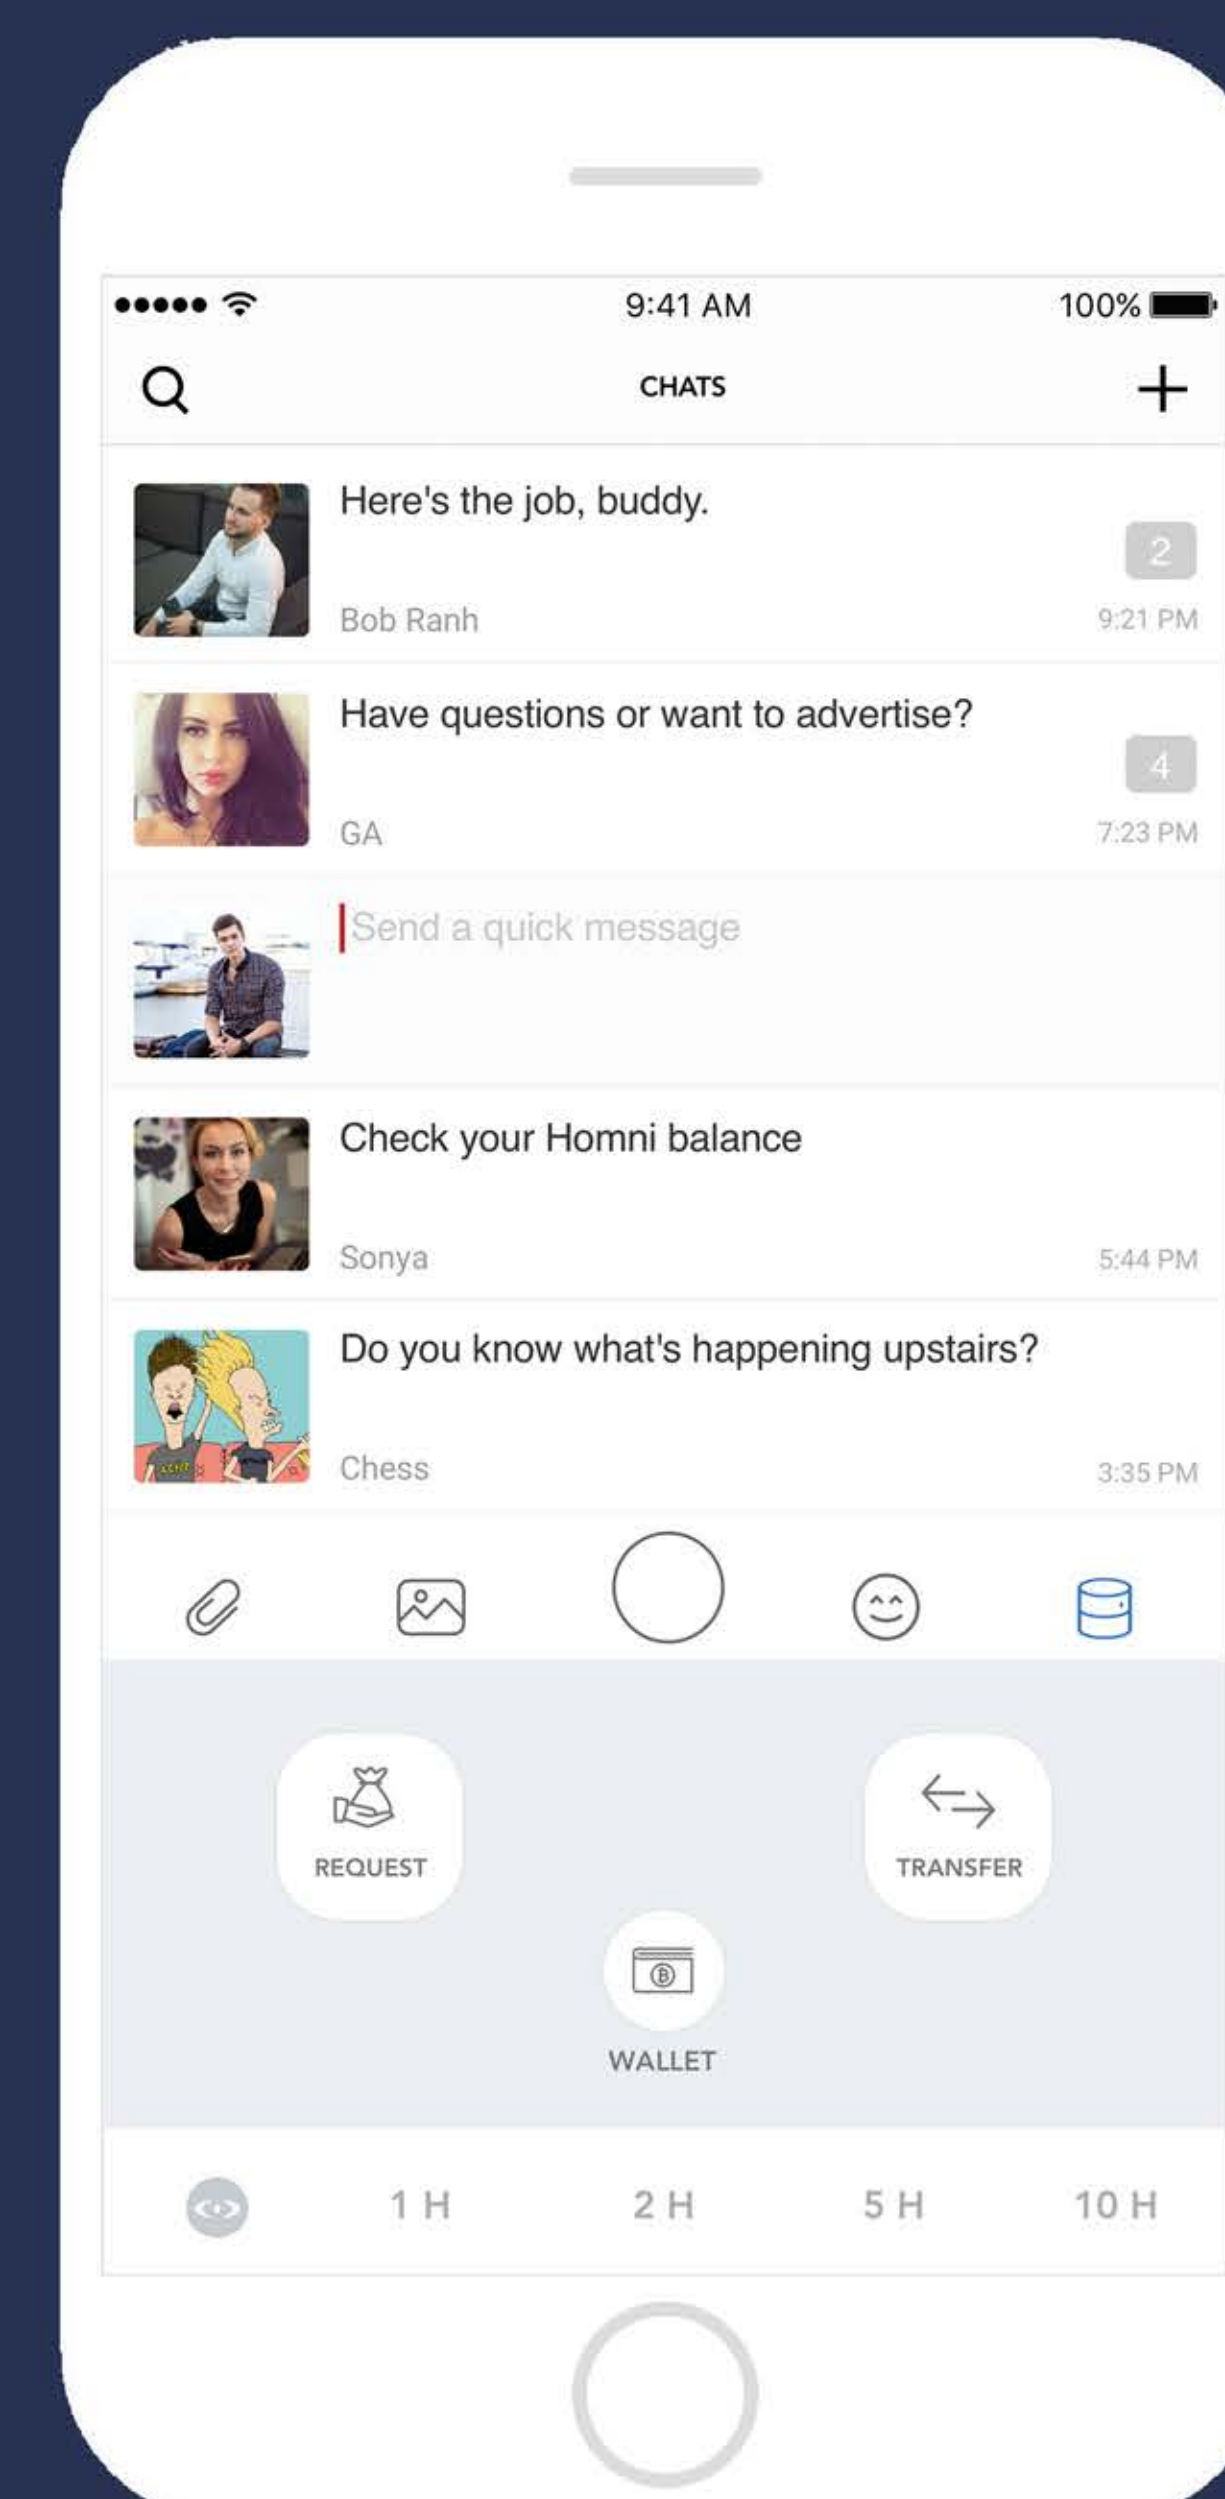 9:41 AM 100%
CHATS
Here's the job, buddy.
2
Bob Ranh 9:21 PM
Have questions or want to advertise?
4
GA 7:23 PM
Send a quick message
Check your Homni balance
Sonya 5:44 PM
Do you know what's happening upstairs?
Chess 3:35 PM
REQUEST TRANSFER
WALLET
1 H 2 H 5 H 10 H